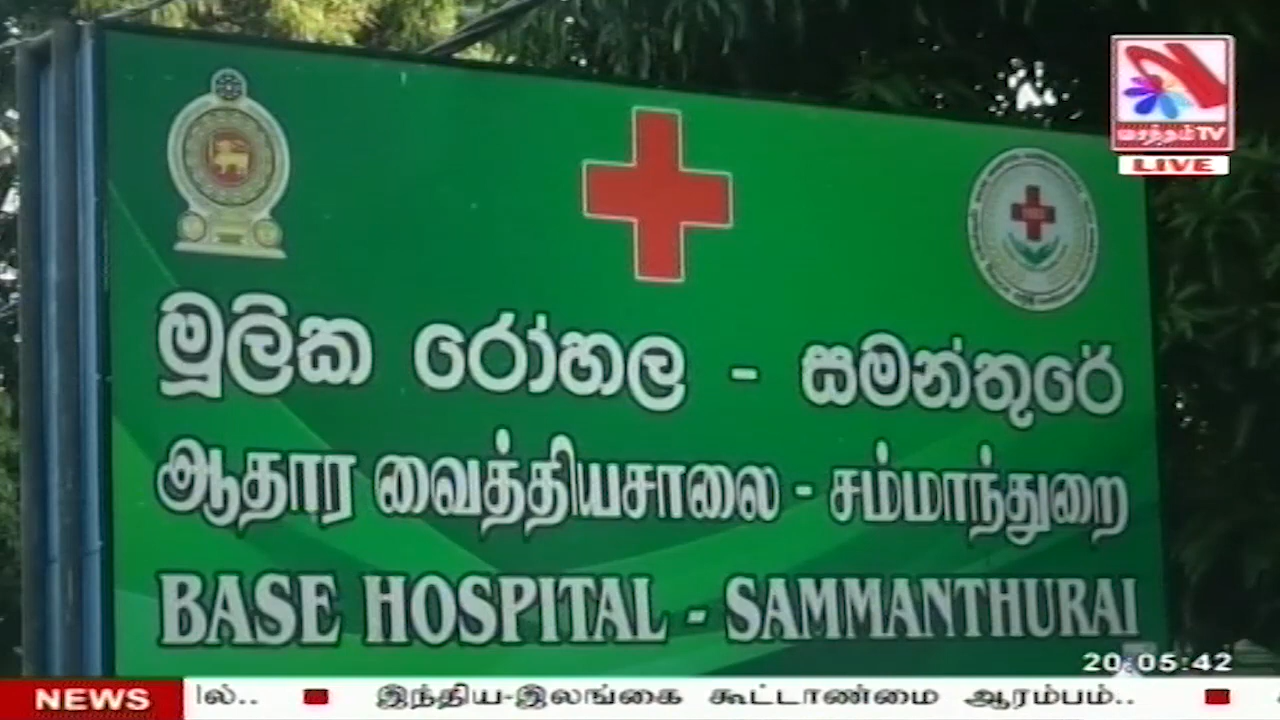 වசந்தம்TV
LIVE
මූලික රෝහල - සමන්තුරේ
ஆதார வைத்தியசாலை - சம்மாந்துறை
BASE HOSPITAL - SAMMANTHURAI
20:05:42
NEWS ில்.. ■ இந்திய-இலங்கை கூட்டாண்மை ஆரம்பம்.. ■